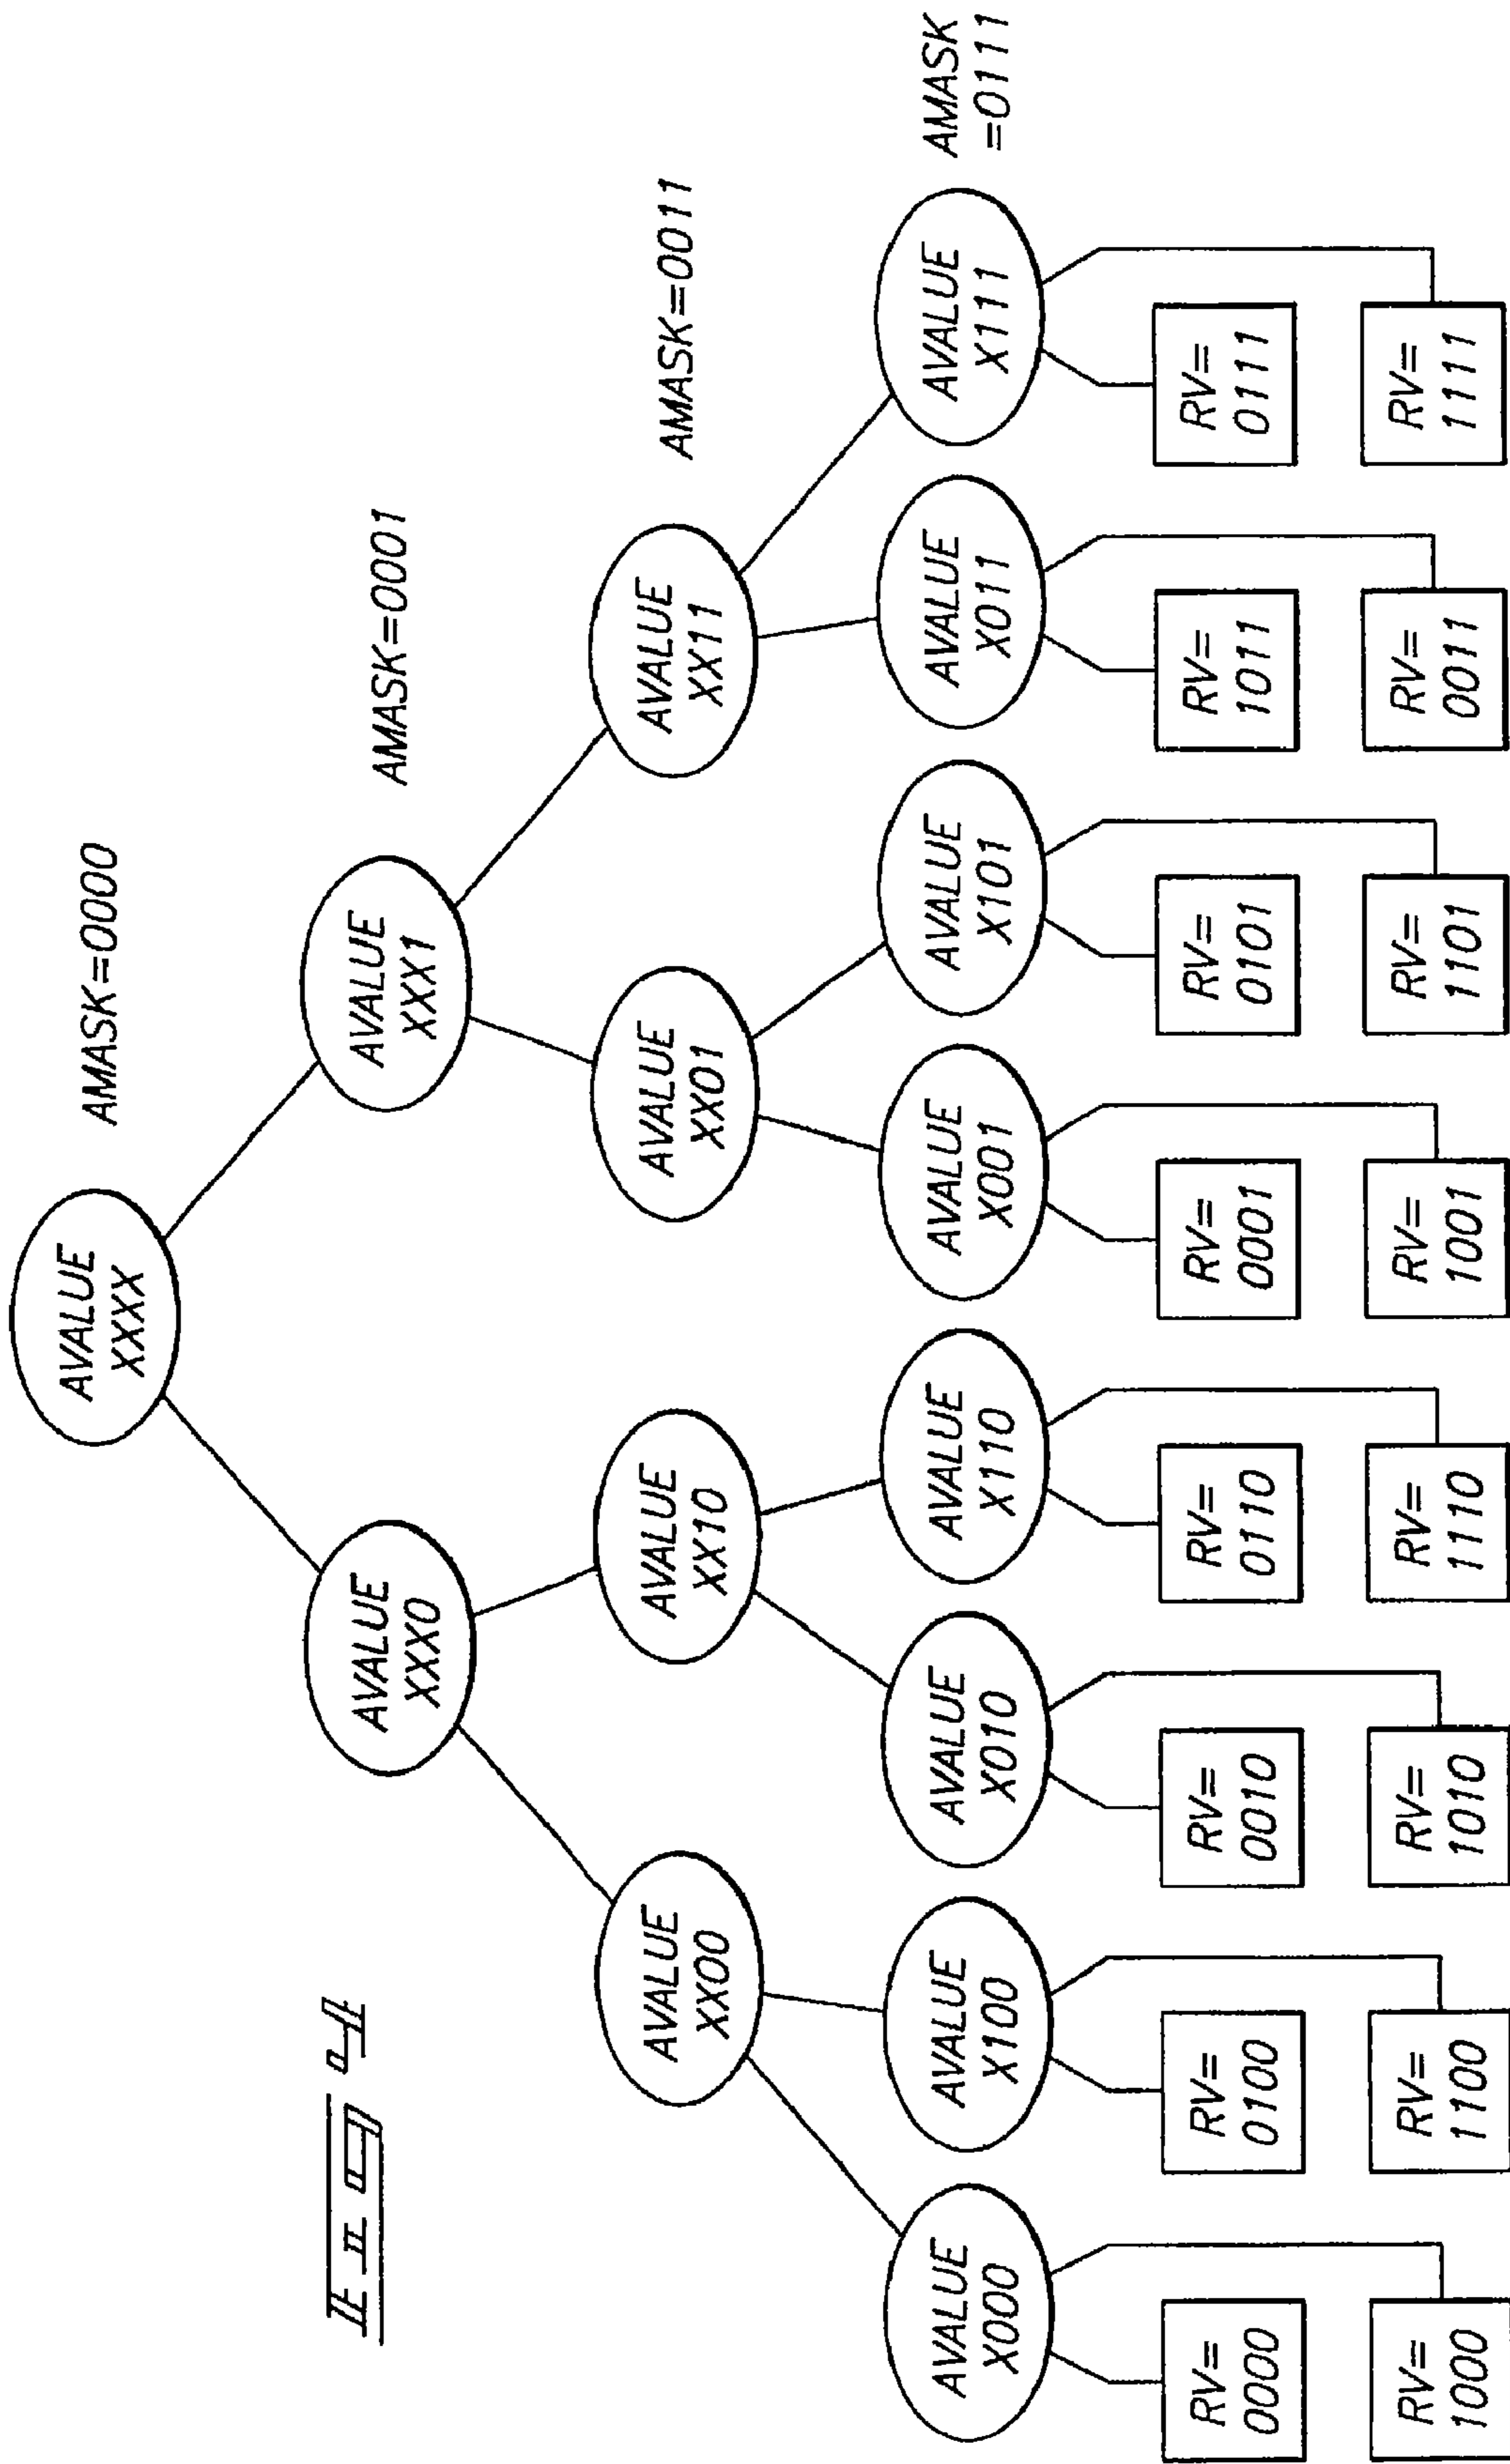 AVALUE
XXXX
AMASK=0000
AVALUE
XXX0
AVALUE
XXX1
AMASK=0001
AVALUE
XX00
AVALUE
XX10
AVALUE
XX01
AVALUE
XX11
AMASK=0011
AVALUE
X000
AVALUE
X100
AVALUE
X010
AVALUE
X110
AVALUE
X001
AVALUE
X101
AVALUE
X011
AVALUE
X111
AMASK
=0111
RV=
0000
RV=
0100
RV=
0010
RV=
0110
RV=
0001
RV=
0101
RV=
1011
RV=
0111
RV=
1000
RV=
1100
RV=
1010
RV=
1110
RV=
1001
RV=
1101
RV=
0011
RV=
1111
FIG 4